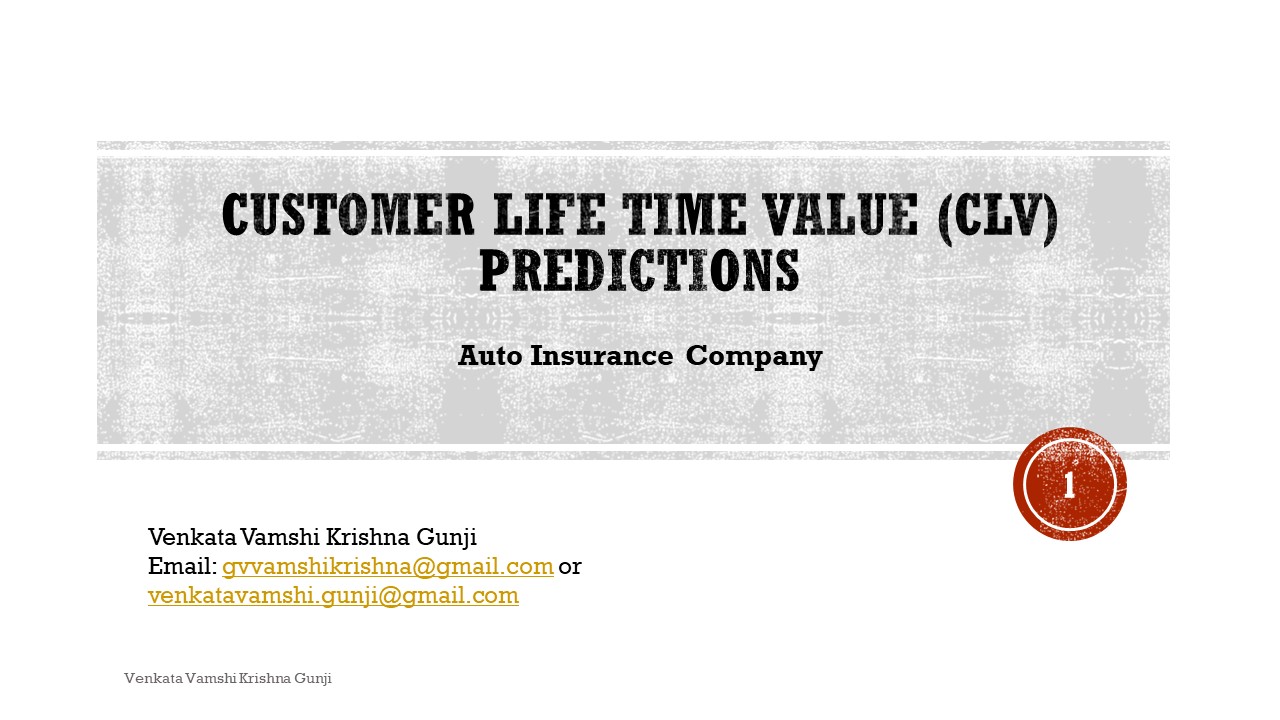 CUSTOMER LIFE TIME VALUE (CLV)
PREDICTIONS
Auto Insurance Company
1
Venkata Vamshi Krishna Gunji
Email: gvvamshikrishna@gmail.com or
venkatavamshi.gunji@gmail.com
Venkata Vamshi Krishna Gunji